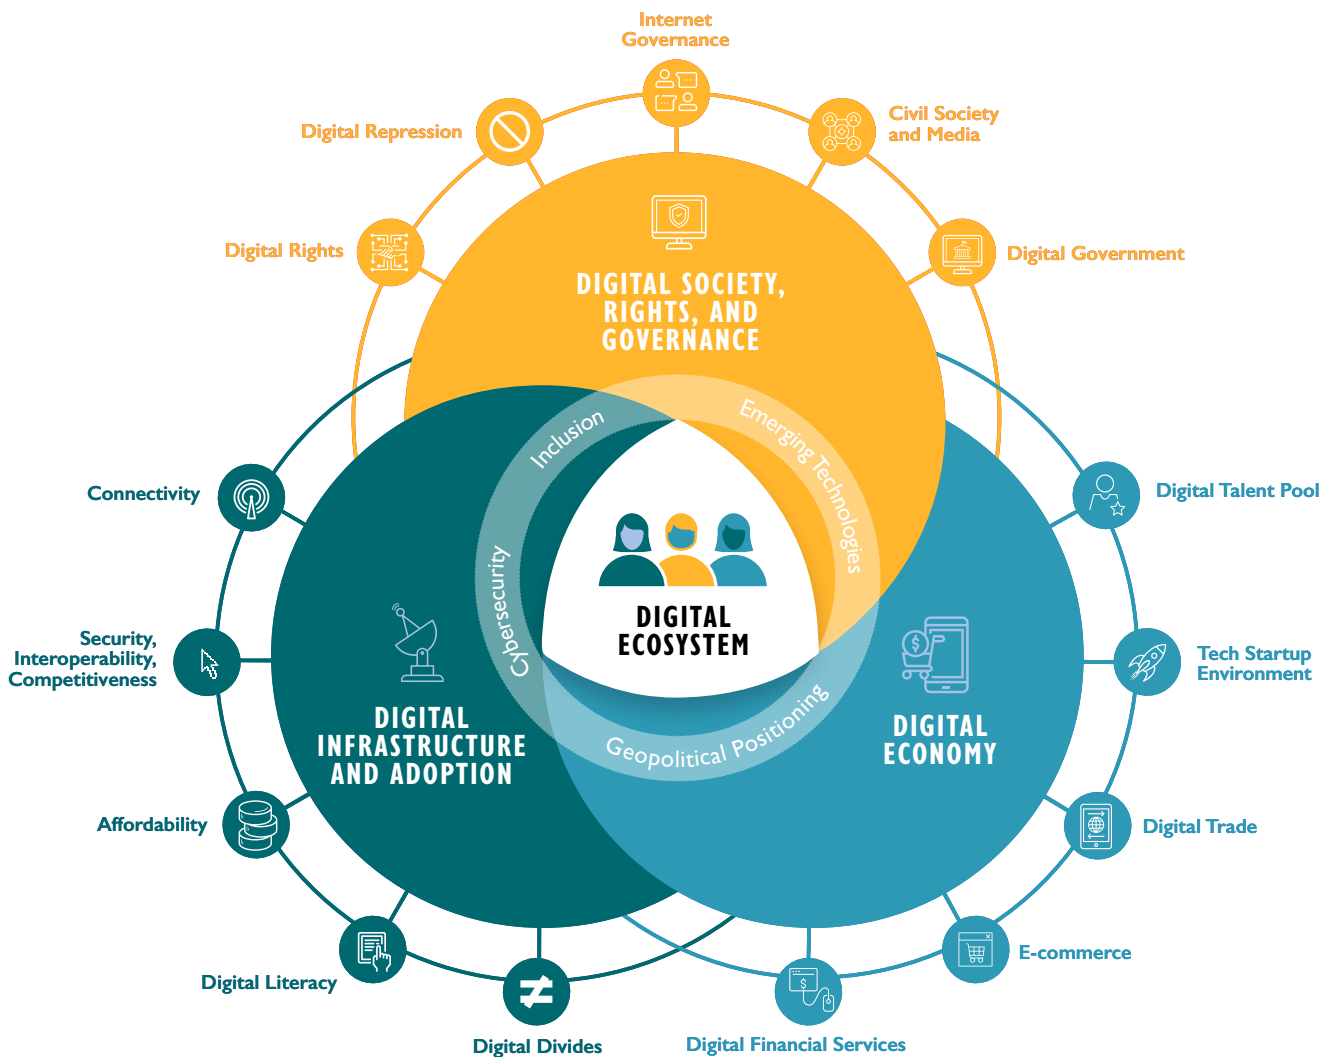 Internet
Governance
Digital Repression
Civil Society
and Media
Digital Rights
Digital Government
DIGITAL SOCIETY,
RIGHTS, AND
GOVERNANCE
Inclusion
Emerging Technologies
Cybersecurity
Geopolitical Positioning
DIGITAL
ECOSYSTEM
Connectivity
Security,
Interoperability,
Competitiveness
Affordability
Digital Literacy
Digital Divides
DIGITAL
INFRASTRUCTURE
AND ADOPTION
DIGITAL
ECONOMY
Digital Talent Pool
Tech Startup
Environment
Digital Trade
E-commerce
Digital Financial Services